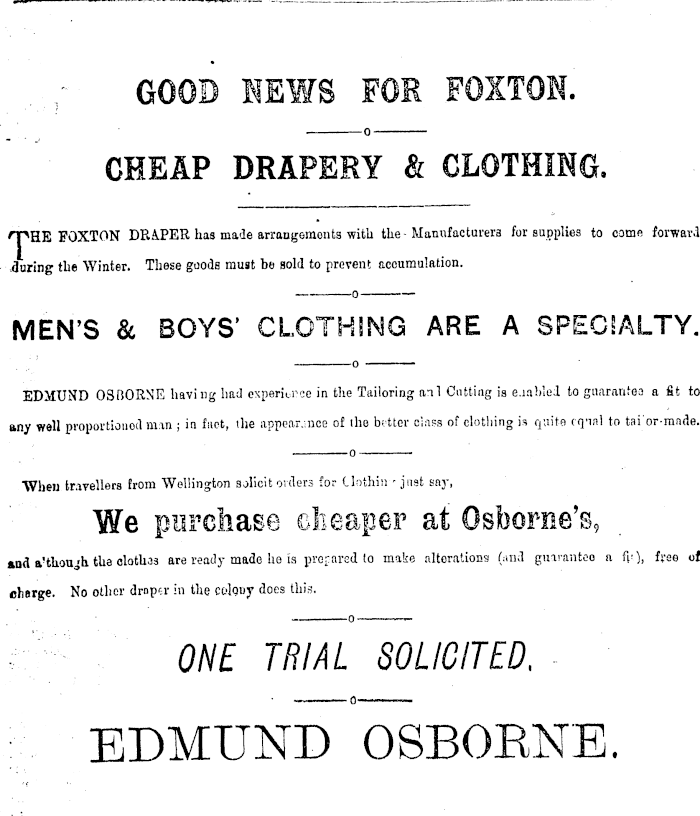 GOOD NEWS FOR FOXTON.
o
CHEAP DRAPERY & CLOTHING.
THE FOXTON DRAPER has made arrangements with the Manufacturers for supplies to come forward
during the Winter. These goods must be sold to prevent accumulation.
o
MEN'S & BOYS' CLOTHING ARE A SPECIALTY.
o
EDMUND OSBORNE having had experience in the Tailoring and Cutting is enabled to guarantee a fit to
any well proportioned man; in fact, the appearance of the better class of clothing is quite equal to tailor-made.
o
When travellers from Wellington solicit orders for Clothing just say,
We purchase cheaper at Osborne's,
and although the clothes are ready made he is prepared to make alterations (and guarantee a fit), free of
charge. No other draper in the colony does this.
o
ONE TRIAL SOLICITED.
o
EDMUND OSBORNE.